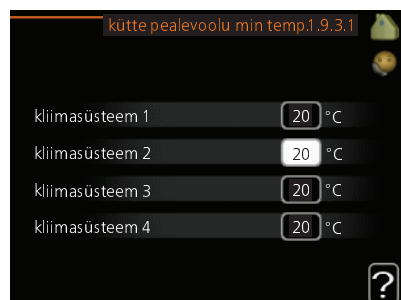 kütte pealevoolu min temp.1.9.3.1
kliimasüsteem 1 20 °C
kliimasüsteem 2 20 °C
kliimasüsteem 3 20 °C
kliimasüsteem 4 20 °C
?